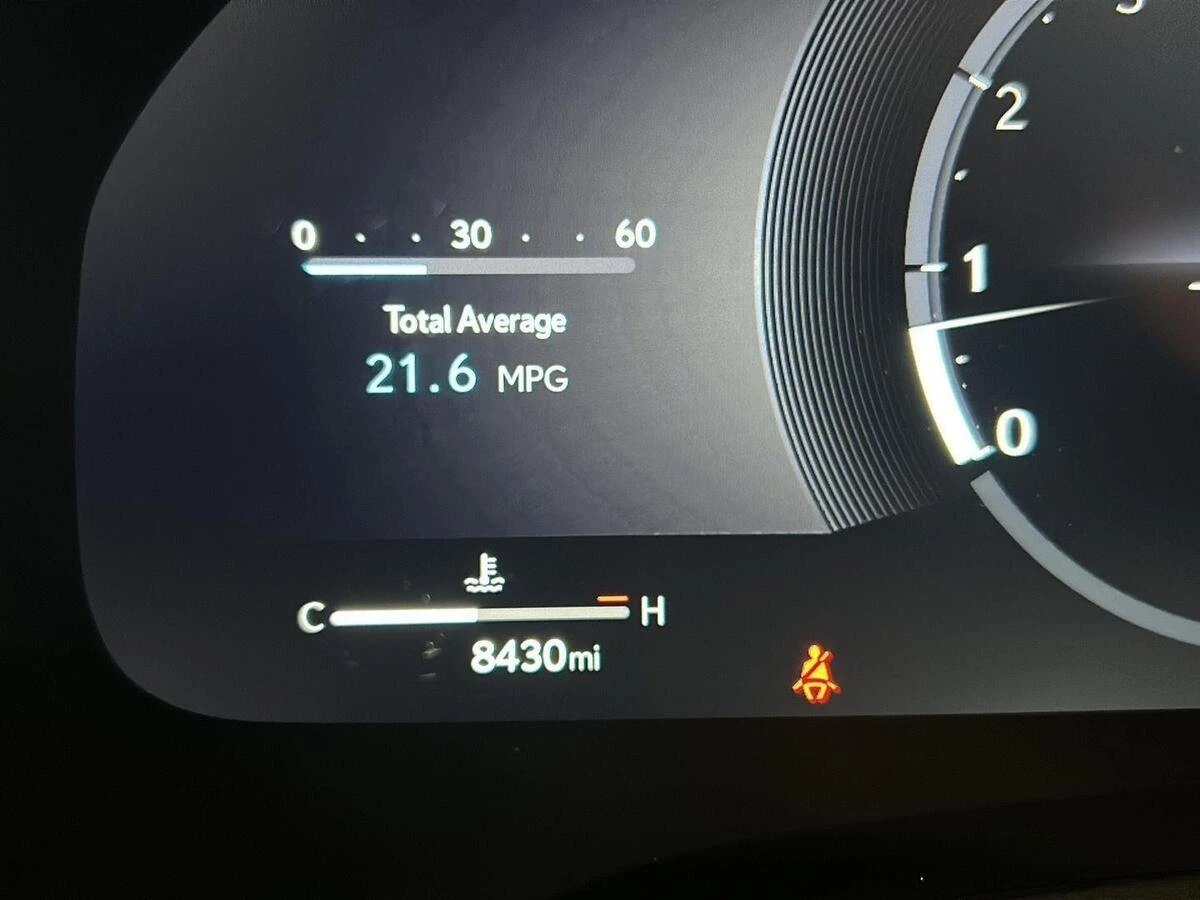 0 . . 30 . . 60
Total Average
21.6 MPG
C H
8430mi
2
1
0